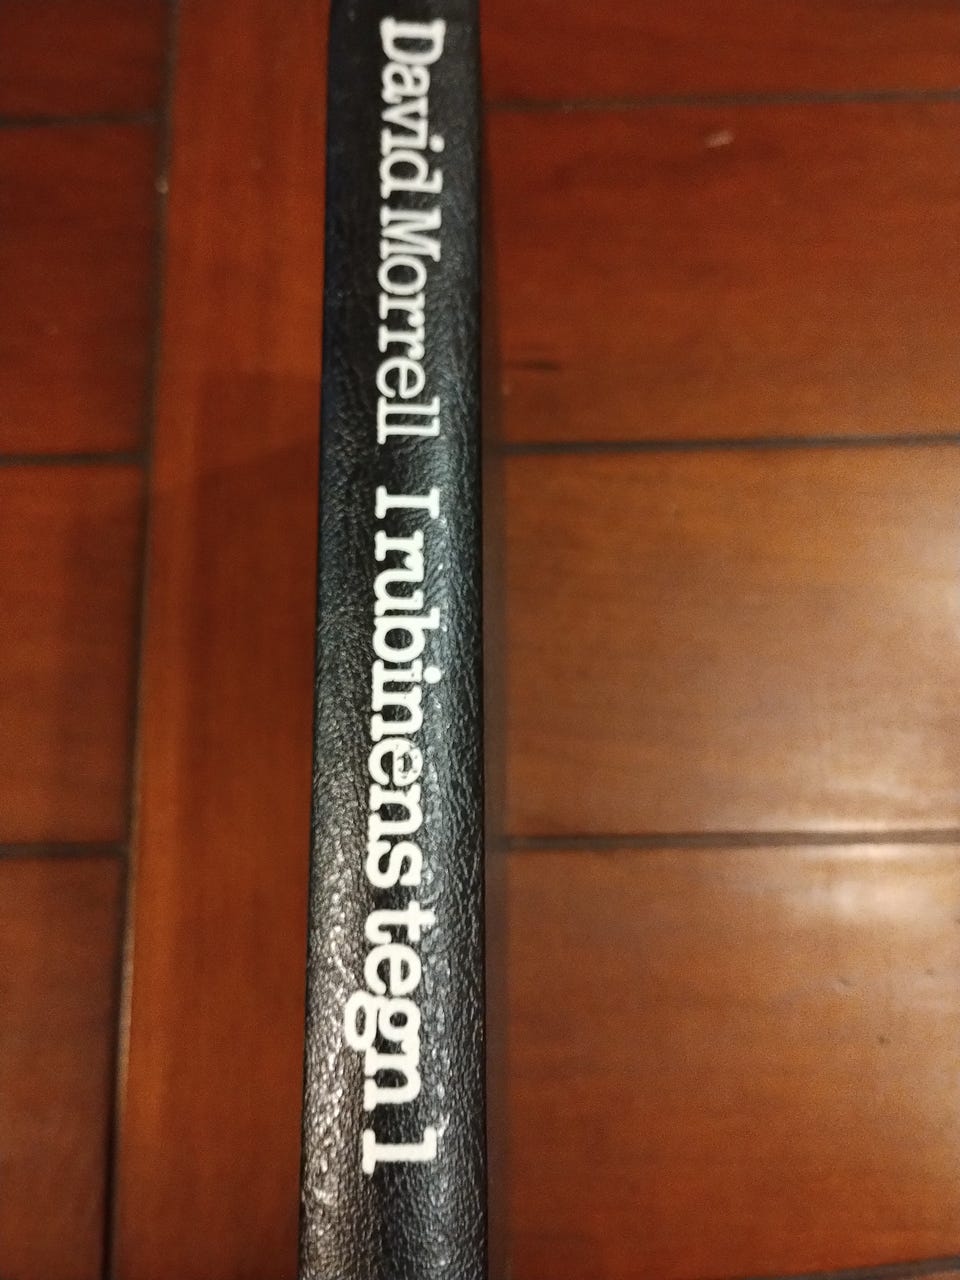 David Morrell I rubinens tegn 1